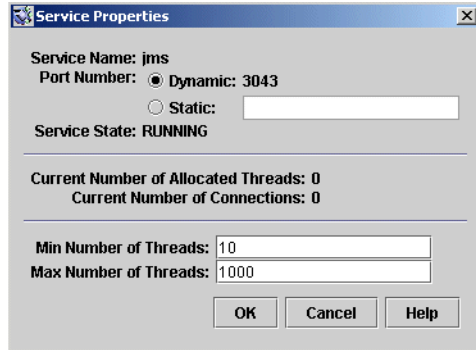 Service Properties
Service Name: jms
Port Number: Dynamic: 3043
Static:
Service State: RUNNING
Current Number of Allocated Threads: 0
Current Number of Connections: 0
Min Number of Threads: 10
Max Number of Threads: 1000
OK Cancel Help